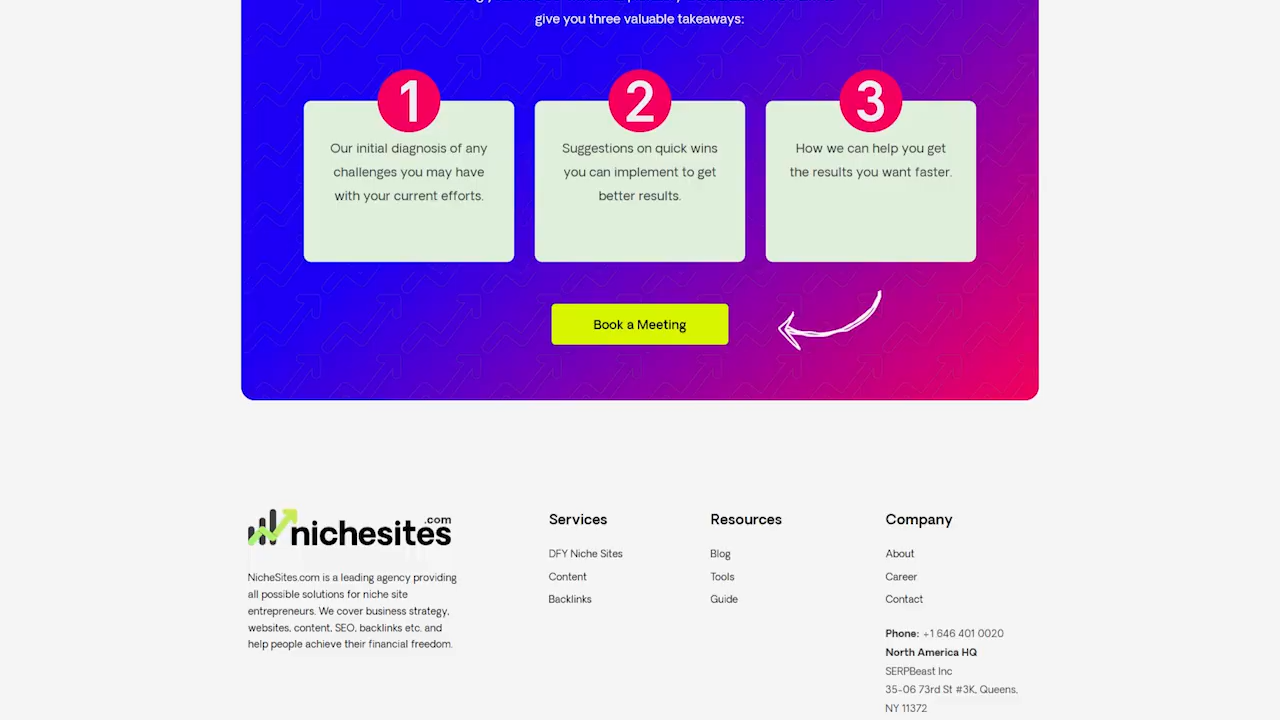 give you three valuable takeaways:
1
Our initial diagnosis of any
challenges you may have
with your current efforts.
2
Suggestions on quick wins
you can implement to get
better results.
3
How we can help you get
the results you want faster.
Book a Meeting
nichesites.com
NicheSites.com is a leading agency providing
all possible solutions for niche site
entrepreneurs. We cover business strategy,
websites, content, SEO, backlinks etc. and
help people achieve their financial freedom.
Services
DFY Niche Sites
Content
Backlinks
Resources
Blog
Tools
Guide
Company
About
Career
Contact
Phone: +1 646 401 0020
North America HQ
SERPBeast Inc
35-06 73rd St #3K, Queens,
NY 11372